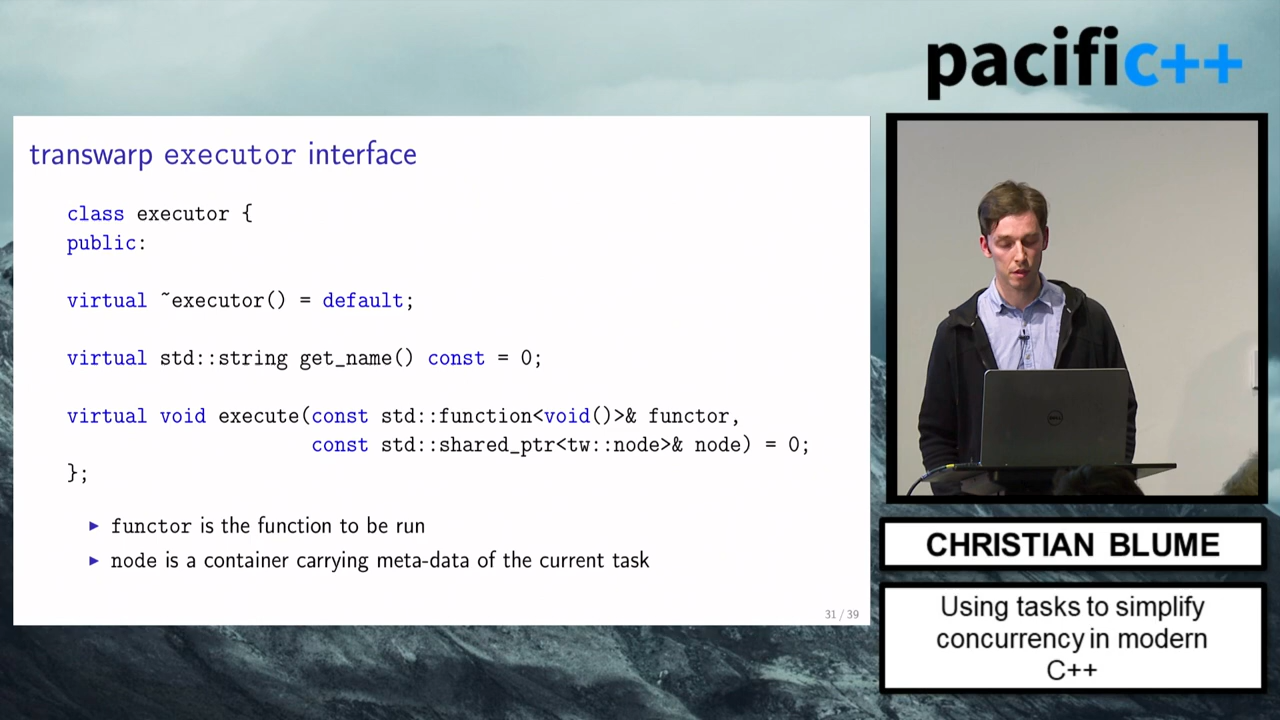 pacific++
transwarp executor interface
class executor {
public:
virtual ~executor() = default;
virtual std::string get_name() const = 0;
virtual void execute(const std::function<void()>& functor,
const std::shared_ptr<tw::node>& node) = 0;
};
▸ functor is the function to be run
▸ node is a container carrying meta-data of the current task
31 / 39
DELL
CHRISTIAN BLUME
Using tasks to simplify
concurrency in modern
C++